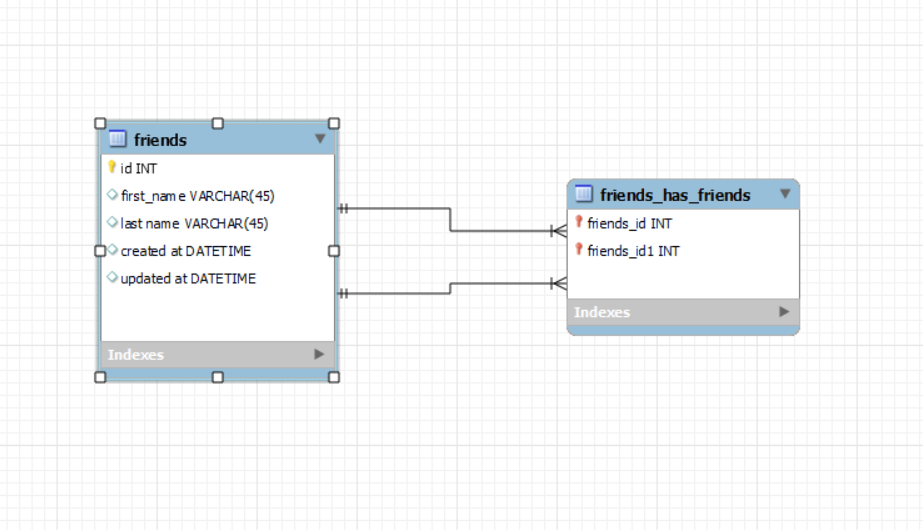 friends
id INT
first_name VARCHAR(45)
last name VARCHAR(45)
created at DATETIME
updated at DATETIME
Indexes
friends_has_friends
friends_id INT
friends_id1 INT
Indexes